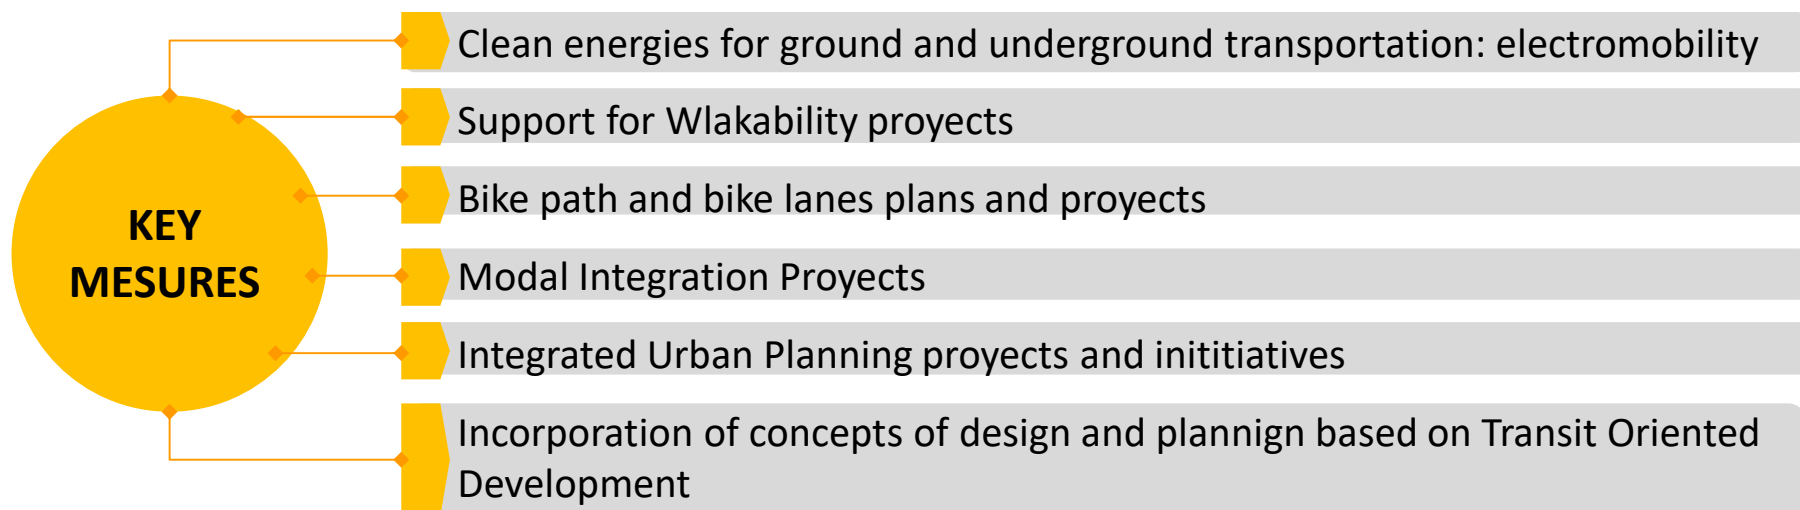 Clean energies for ground and underground transportation: electromobility
Support for Wlakability proyects
Bike path and bike lanes plans and proyects
KEY
MESURES
Modal Integration Proyects
Integrated Urban Planning proyects and inititiatives
Incorporation of concepts of design and plannign based on Transit Oriented
Development